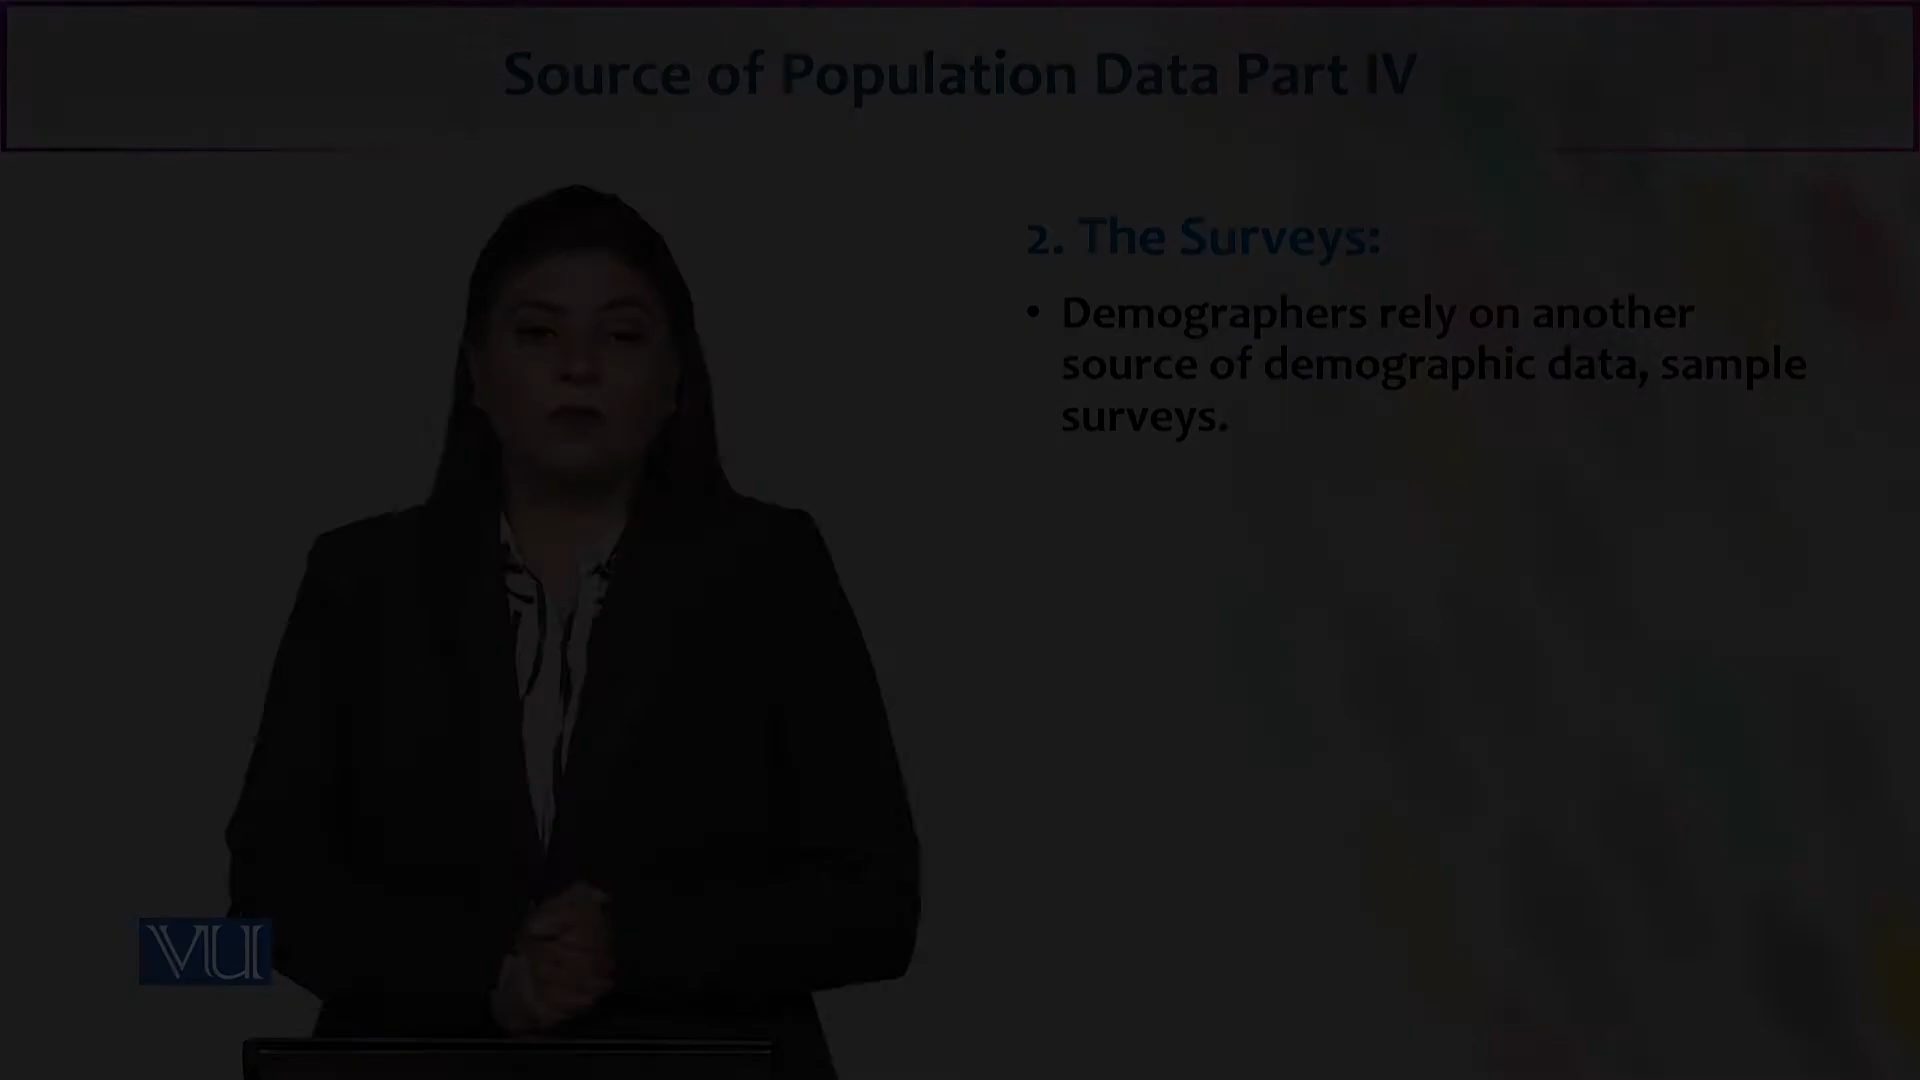 Source of Population Data Part IV
2. The Surveys:
• Demographers rely on another
source of demographic data, sample
surveys.
VU